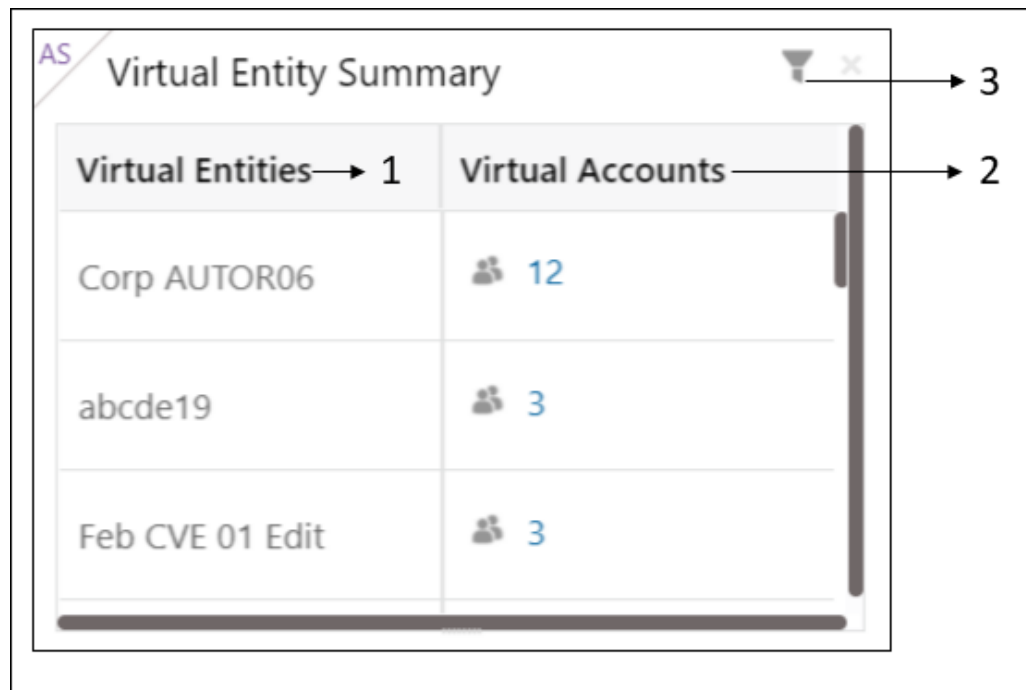 AS
Virtual Entity Summary
3
Virtual Entities 1 Virtual Accounts 2
Corp AUTOR06 12
abcde19 3
Feb CVE 01 Edit 3